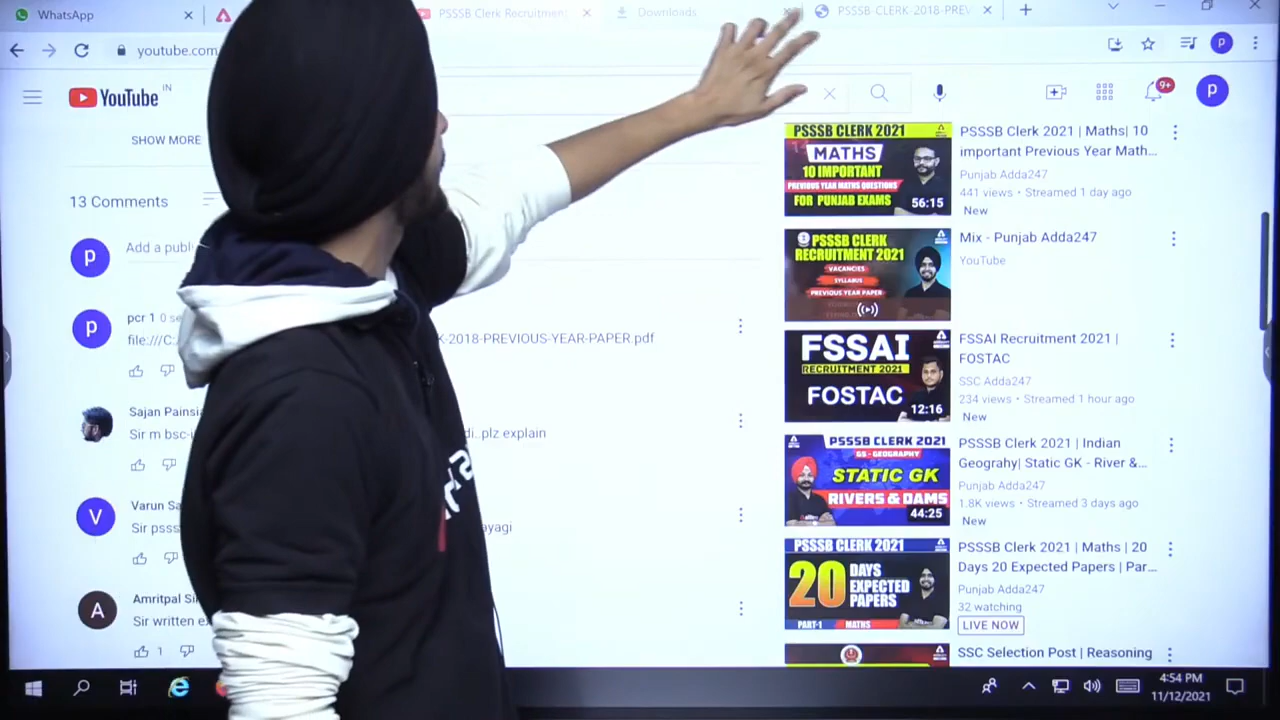 WhatsApp
PSSSB Clerk Recruitment
Downloads
PSSSB-CLERK-2018-PREV
youtube.com
YouTube IN
9+
P
SHOW MORE
13 Comments
P
Add a publ
P
pcr 1 0 se
file:///C:
K-2018-PREVIOUS-YEAR-PAPER.pdf
Sajan Painsia
Sir m bsc-
di..plz explain
V
Varun Sa
Sir psss
ayagi
A
Amritpal Si
Sir written e
1
PSSSB CLERK 2021
MATHS
10 IMPORTANT
PREVIOUS YEAR MATHS QUESTIONS
FOR PUNJAB EXAMS
56:15
PSSSB Clerk 2021 | Maths| 10
important Previous Year Math...
Punjab Adda247
441 views • Streamed 1 day ago
New
PSSSB CLERK
RECRUITMENT 2021
VACANCIES
SYLLABUS
PREVIOUS YEAR PAPER
Mix - Punjab Adda247
YouTube
FSSAI
RECRUITMENT 2021
FOSTAC
12:16
FSSAI Recruitment 2021 |
FOSTAC
SSC Adda247
234 views • Streamed 1 hour ago
New
PSSSB CLERK 2021
GS - GEOGRAPHY
STATIC GK
RIVERS & DAMS
44:25
PSSSB Clerk 2021 | Indian
Geograhy| Static GK - River &...
Punjab Adda247
1.8K views • Streamed 3 days ago
New
PSSSB CLERK 2021
20 DAYS
EXPECTED
PAPERS
PART-1 MATHS
PSSSB Clerk 2021 | Maths | 20
Days 20 Expected Papers | Par...
Punjab Adda247
32 watching
LIVE NOW
SSC Selection Post | Reasoning
4:54 PM
11/12/2021